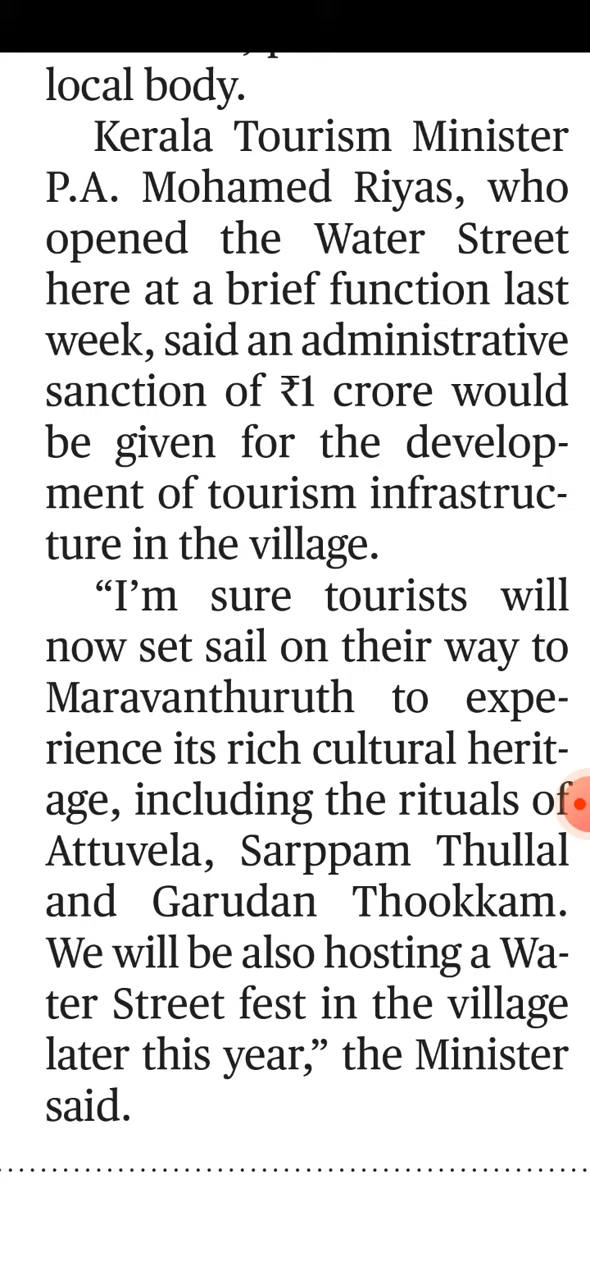 local body.
Kerala Tourism Minister
P.A. Mohamed Riyas, who
opened the Water Street
here at a brief function last
week, said an administrative
sanction of ₹1 crore would
be given for the develop-
ment of tourism infrastruc-
ture in the village.
“I’m sure tourists will
now set sail on their way to
Maravanthuruth to expe-
rience its rich cultural herit-
age, including the rituals of
Attuvela, Sarppam Thullal
and Garudan Thookkam.
We will be also hosting a Wa-
ter Street fest in the village
later this year,” the Minister
said.